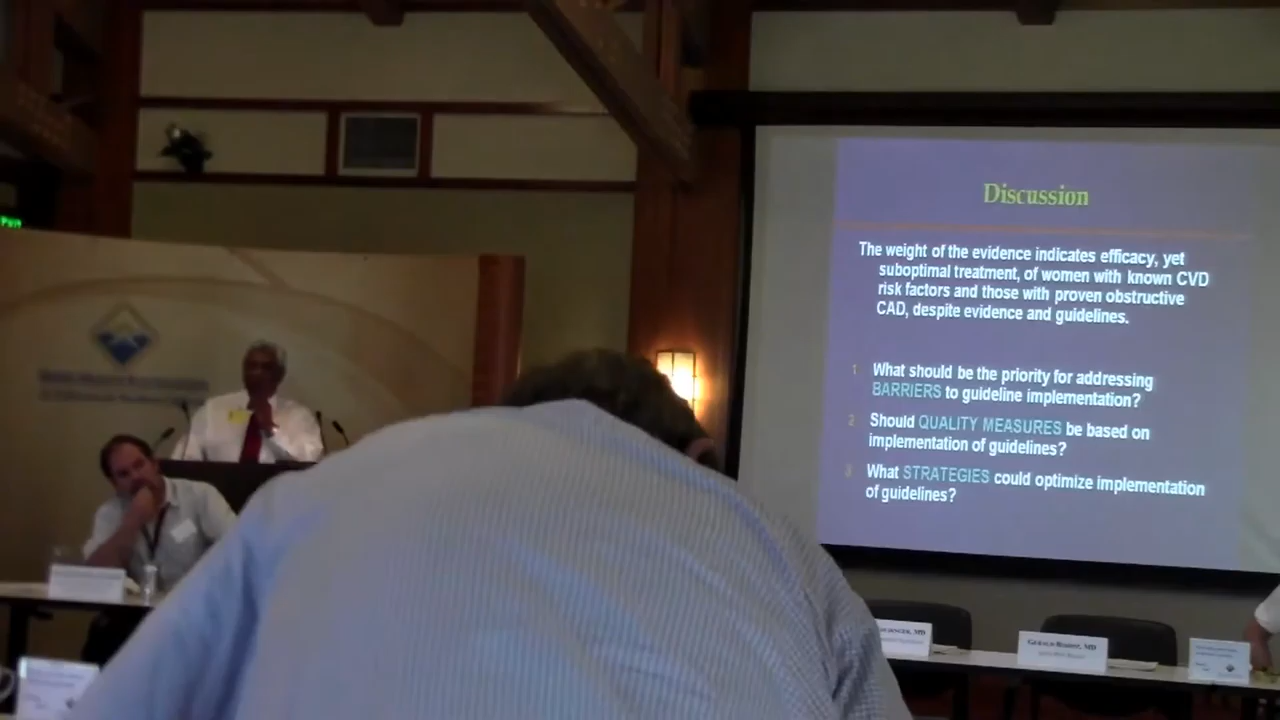 Discussion
The weight of the evidence indicates efficacy, yet
suboptimal treatment, of women with known CVD
risk factors and those with proven obstructive
CAD, despite evidence and guidelines.
1 What should be the priority for addressing
BARRIERS to guideline implementation?
2 Should QUALITY MEASURES be based on
implementation of guidelines?
3 What STRATEGIES could optimize implementation
of guidelines?
MD
MD